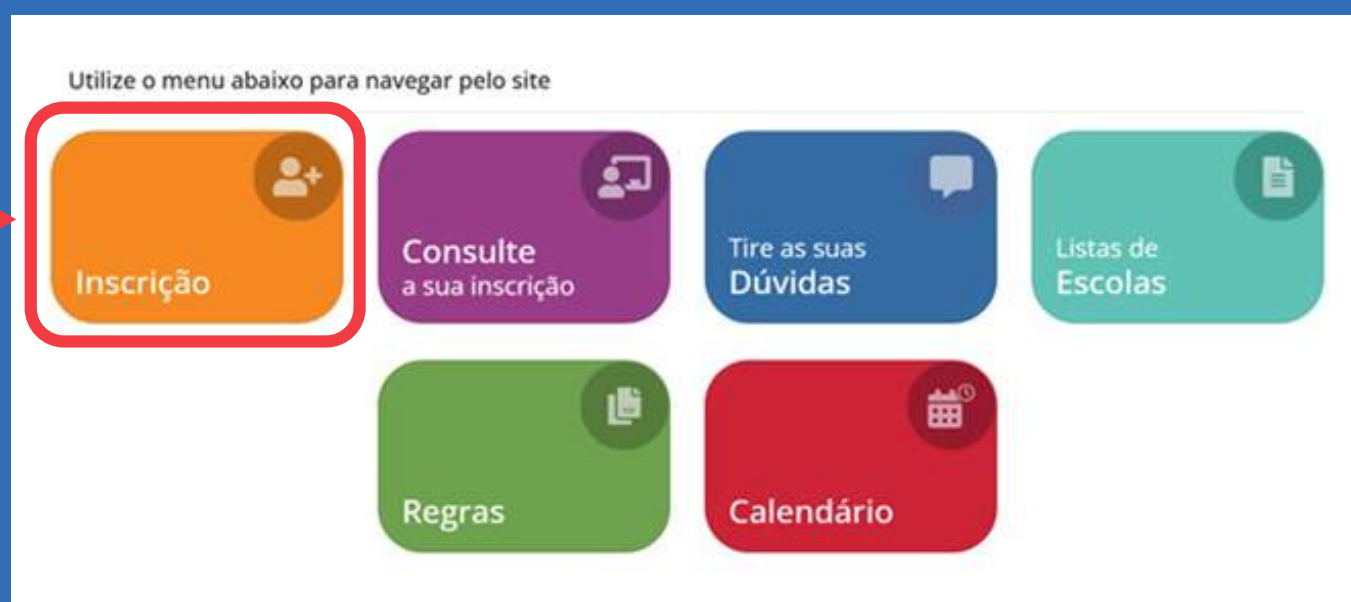 Utilize o menu abaixo para navegar pelo site
Inscrição
Consulte
a sua inscrição
Tire as suas
Dúvidas
Listas de
Escolas
Regras
Calendário